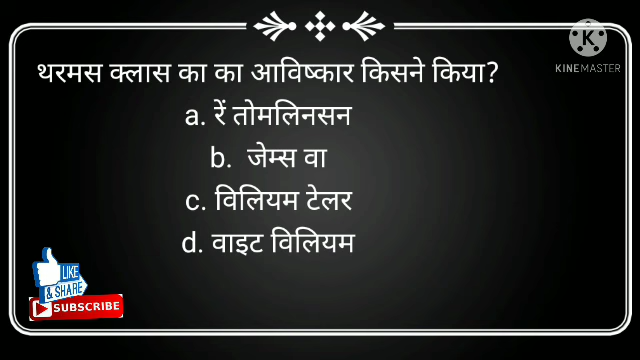 थरमस क्लास का का आविष्कार किसने किया?
a. रें तोमलिनसन
b. जेम्स वा
c. विलियम टेलर
d. वाइट विलियम
KINEMASTER
LIKE
& SHARE
SUBSCRIBE